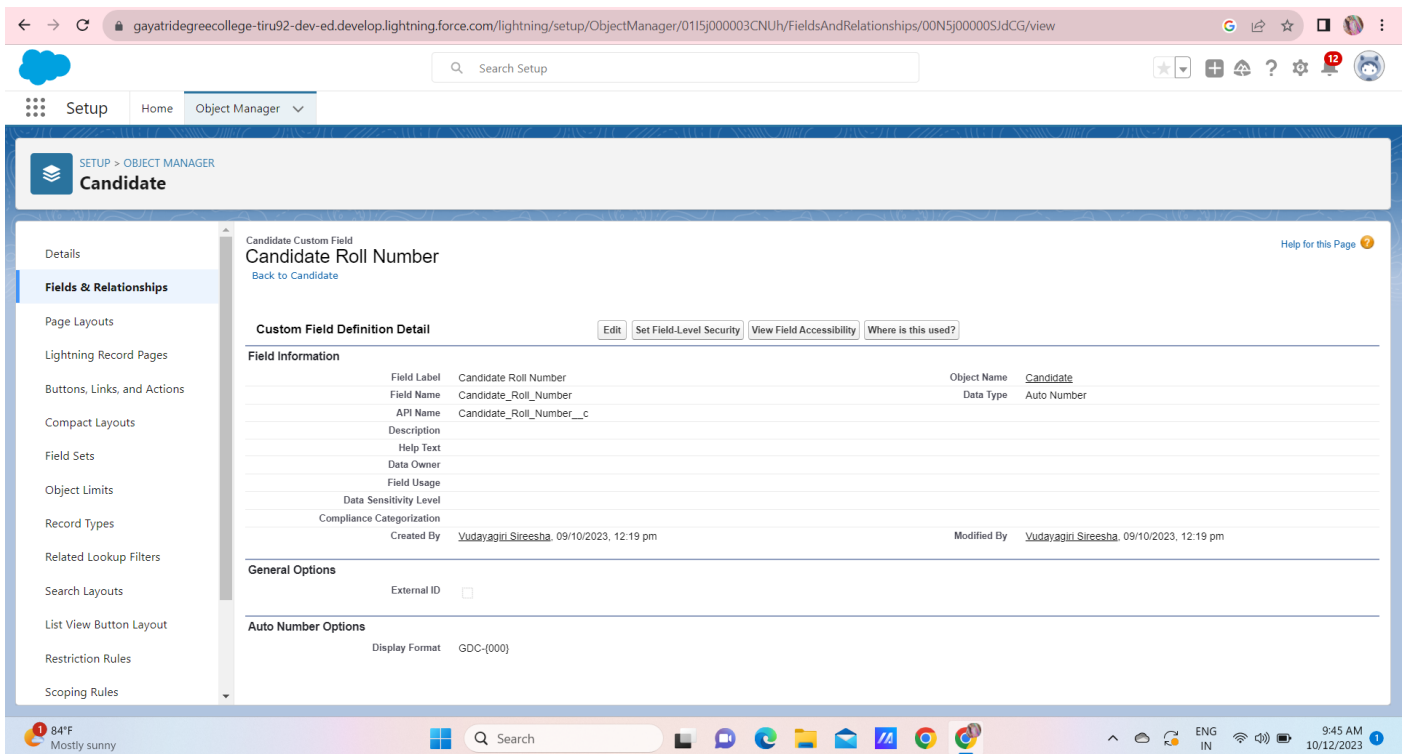 gayatridegreecollege-tiru92-dev-ed.develop.lightning.force.com/lightning/setup/ObjectManager/01I5j000003CNUh/FieldsAndRelationships/00N5j00000SJdCG/view
Search Setup
12
Setup
Home
Object Manager
SETUP > OBJECT MANAGER
Candidate
Details
Fields & Relationships
Page Layouts
Lightning Record Pages
Buttons, Links, and Actions
Compact Layouts
Field Sets
Object Limits
Record Types
Related Lookup Filters
Search Layouts
List View Button Layout
Restriction Rules
Scoping Rules
Candidate Custom Field
Candidate Roll Number
Back to Candidate
Help for this Page
Custom Field Definition Detail
Edit Set Field-Level Security View Field Accessibility Where is this used?
Field Information
Field Label Candidate Roll Number Object Name Candidate
Field Name Candidate_Roll_Number Data Type Auto Number
API Name Candidate_Roll_Number__c
Description
Help Text
Data Owner
Field Usage
Data Sensitivity Level
Compliance Categorization
Created By Vudayagiri Sireesha, 09/10/2023, 12:19 pm Modified By Vudayagiri Sireesha, 09/10/2023, 12:19 pm
General Options
External ID
Auto Number Options
Display Format GDC-{000}
1
84°F
Mostly sunny
Search
ENG
IN
9:45 AM
10/12/2023
1